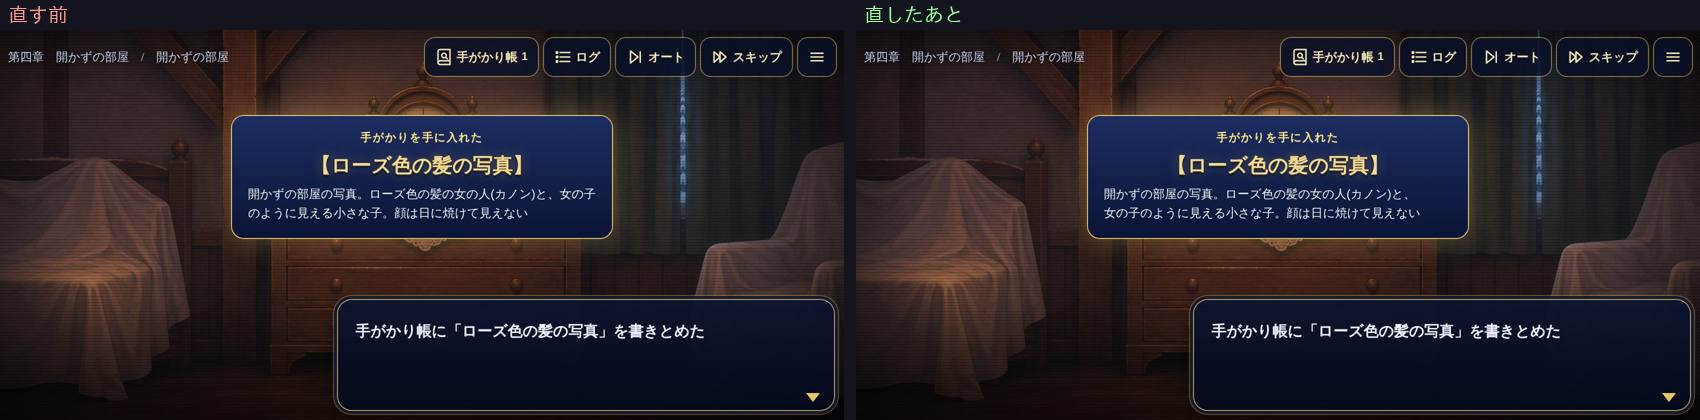 直す前
第四章 開かずの部屋 / 開かずの部屋
手がかり帳 1 ログ オート スキップ
手がかりを手に入れた
【ローズ色の髪の写真】
開かずの部屋の写真。ローズ色の髪の女の人(カノン)と、女の子
のように見える小さな子。顔は日に焼けて見えない
手がかり帳に「ローズ色の髪の写真」を書きとめた
直したあと
第四章 開かずの部屋 / 開かずの部屋
手がかり帳 1 ログ オート スキップ
手がかりを手に入れた
【ローズ色の髪の写真】
開かずの部屋の写真。ローズ色の髪の女の人(カノン)と、
女の子のように見える小さな子。顔は日に焼けて見えない
手がかり帳に「ローズ色の髪の写真」を書きとめた